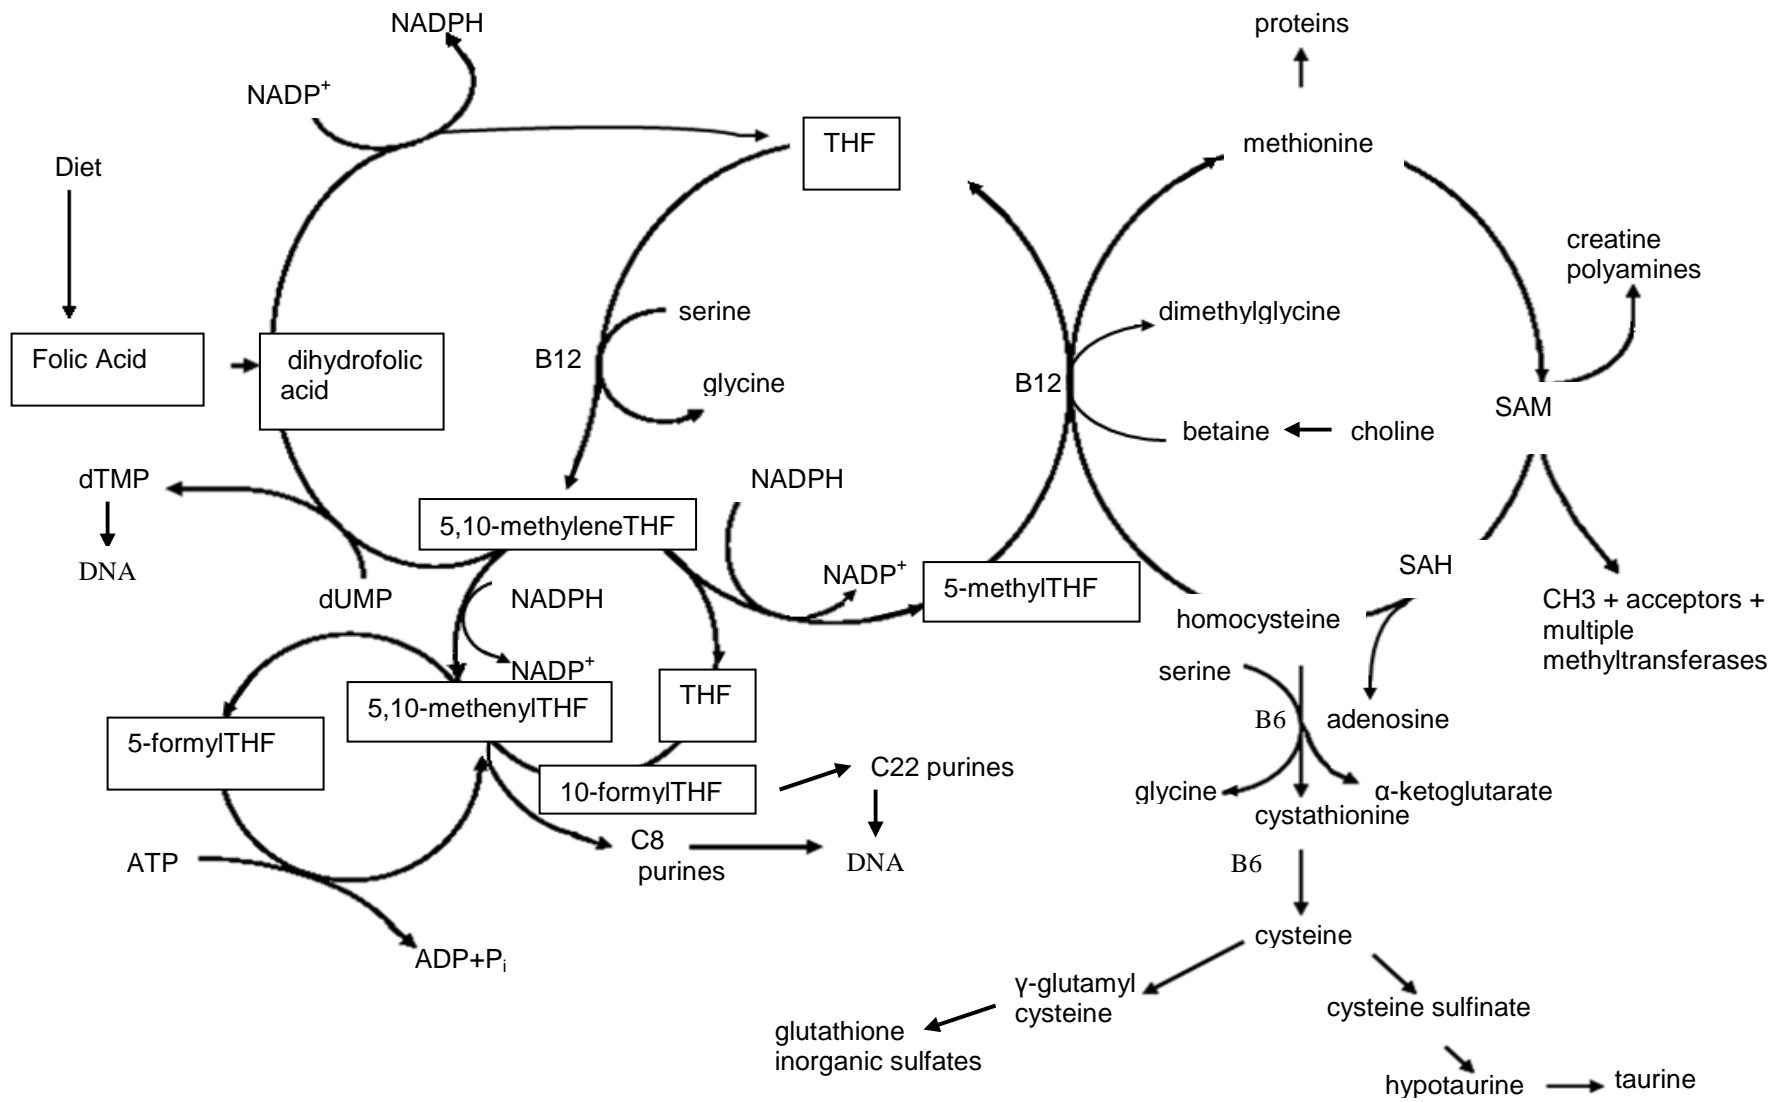 NADPH
proteins
NADP⁺
THF
methionine
Diet
creatine
polyamines
serine
dimethylglycine
Folic Acid
dihydrofolic
acid
B12
glycine
B12
SAM
betaine
choline
dTMP
NADPH
5,10-methyleneTHF
DNA
dUMP
NADPH
NADP⁺
5-methylTHF
SAH
CH3 + acceptors +
multiple
methyltransferases
homocysteine
NADP⁺
serine
5,10-methenylTHF
THF
B6
adenosine
5-formylTHF
C22 purines
10-formylTHF
glycine
α-ketoglutarate
cystathionine
C8
purines
DNA
ATP
B6
ADP+Pᵢ
cysteine
γ-glutamyl
cysteine
cysteine sulfinate
glutathione
inorganic sulfates
hypotaurine
taurine